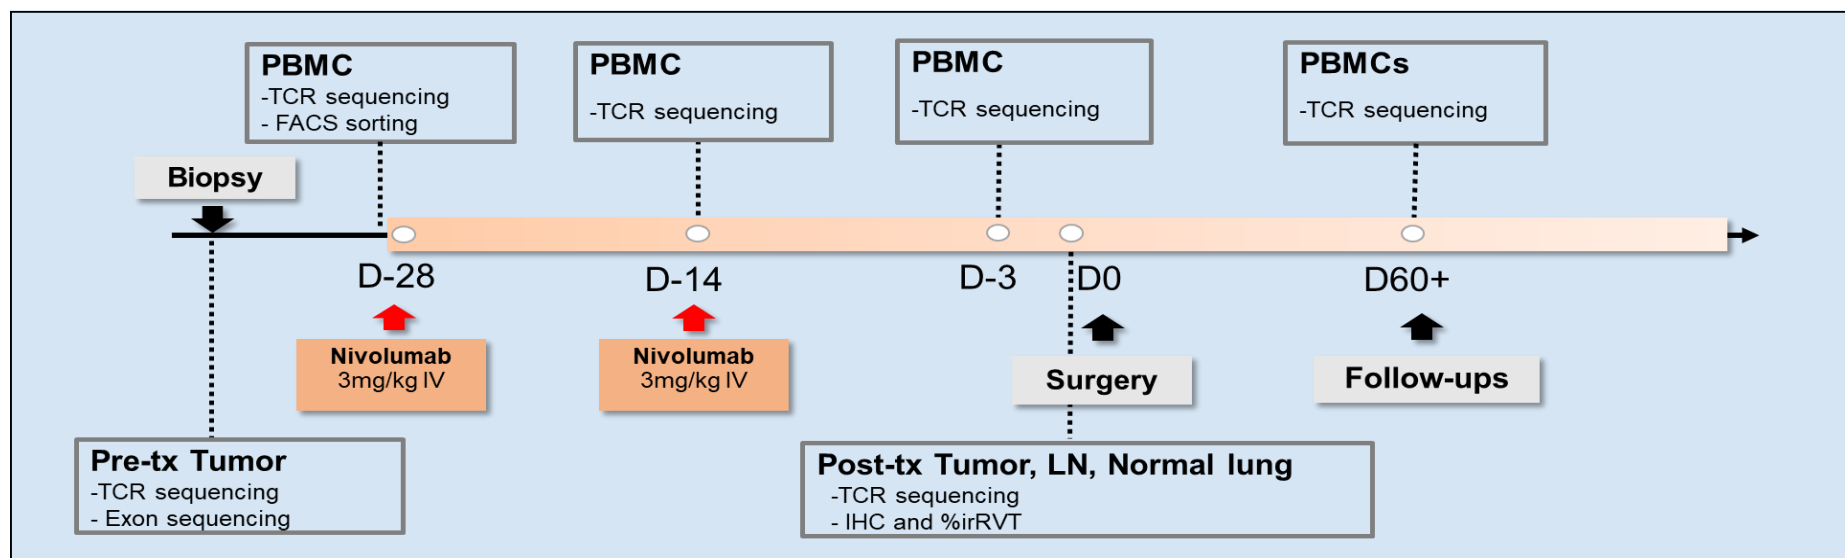 PBMC
-TCR sequencing
- FACS sorting
PBMC
-TCR sequencing
PBMC
-TCR sequencing
PBMCs
-TCR sequencing
Biopsy
D-28
D-14
D-3
D0
D60+
Nivolumab
3mg/kg IV
Nivolumab
3mg/kg IV
Surgery
Follow-ups
Pre-tx Tumor
-TCR sequencing
- Exon sequencing
Post-tx Tumor, LN, Normal lung
-TCR sequencing
- IHC and %irRVT